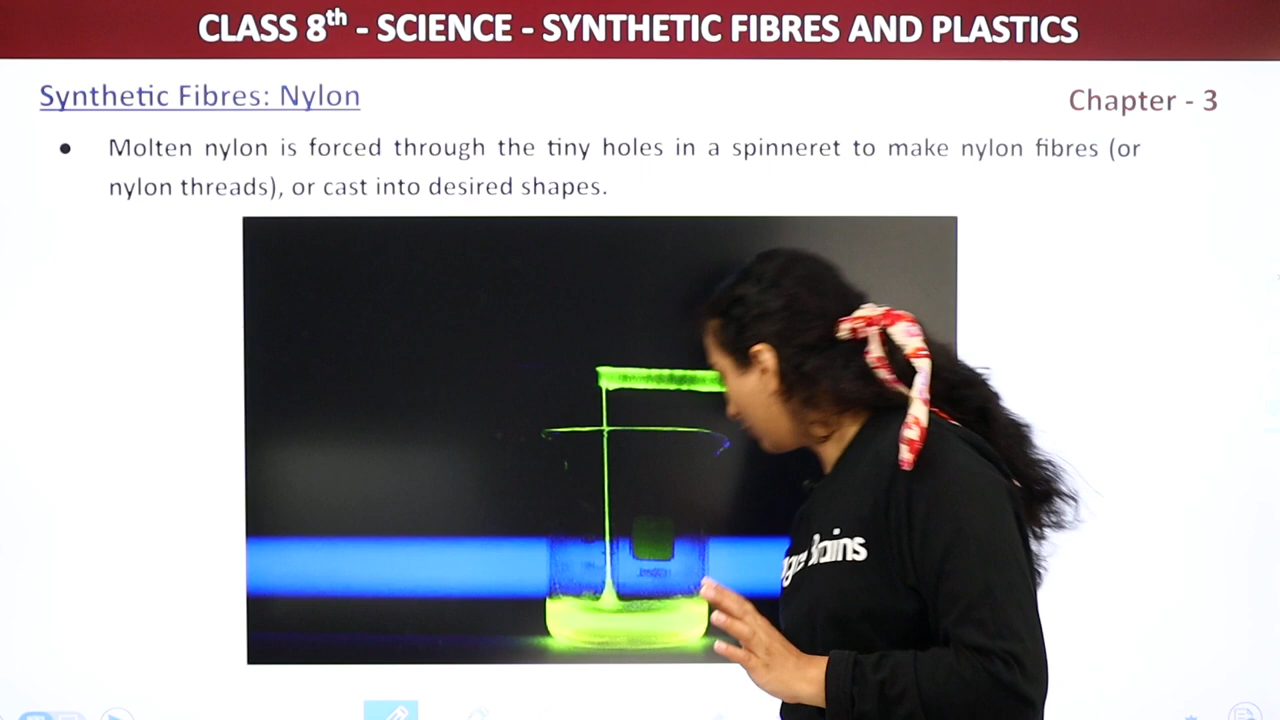 CLASS 8th - SCIENCE - SYNTHETIC FIBRES AND PLASTICS
Synthetic Fibres: Nylon
Chapter - 3
• Molten nylon is forced through the tiny holes in a spinneret to make nylon fibres (or
nylon threads), or cast into desired shapes.